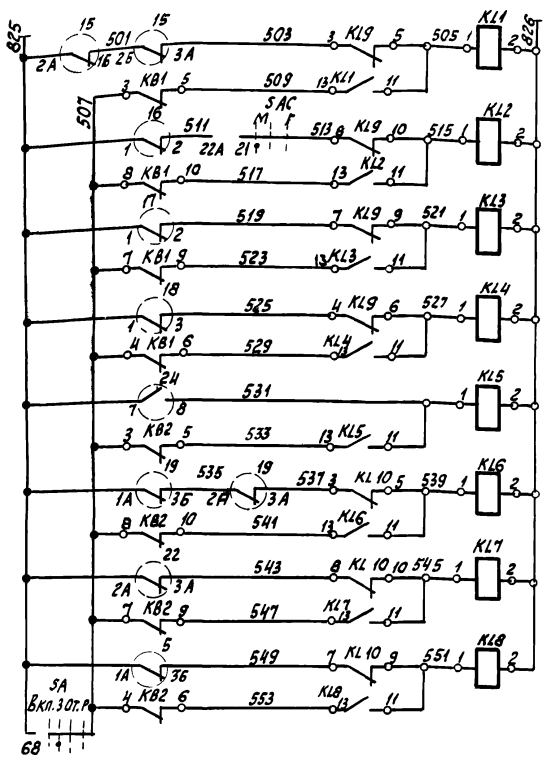 825 15 501 15 503 3 KL9 5 505 1 KL1 2 826
2А 1Б 2Б 3А
507 3 КВ1 5 509 13 KL1 11
16 SAC
М Р
1 2 511 22А 21 513 8 KL9 10 515 1 KL2 2
8 КВ1 10 517 13 KL2 11
17
1 2 519 7 KL9 9 521 1 KL3 2
7 КВ1 9 523 13 KL3 11
18
1 3 525 4 KL9 6 527 1 KL4 2
4 КВ1 6 529 13 KL4 11
24
7 8 531 1 KL5 2
3 КВ2 5 533 13 KL5 11
19 19
1А 3Б 535 2А 3А 537 3 KL10 5 539 1 KL6 2
8 КВ2 10 541 13 KL6 11
22
2А 3А 543 8 KL10 10 545 1 KL7 2
7 КВ2 9 547 13 KL7 11
5
1А 3Б 549 7 KL10 9 551 1 KL8 2
SA
Вкл. З От. Р
4 КВ2 6 553 13 KL8 11
68